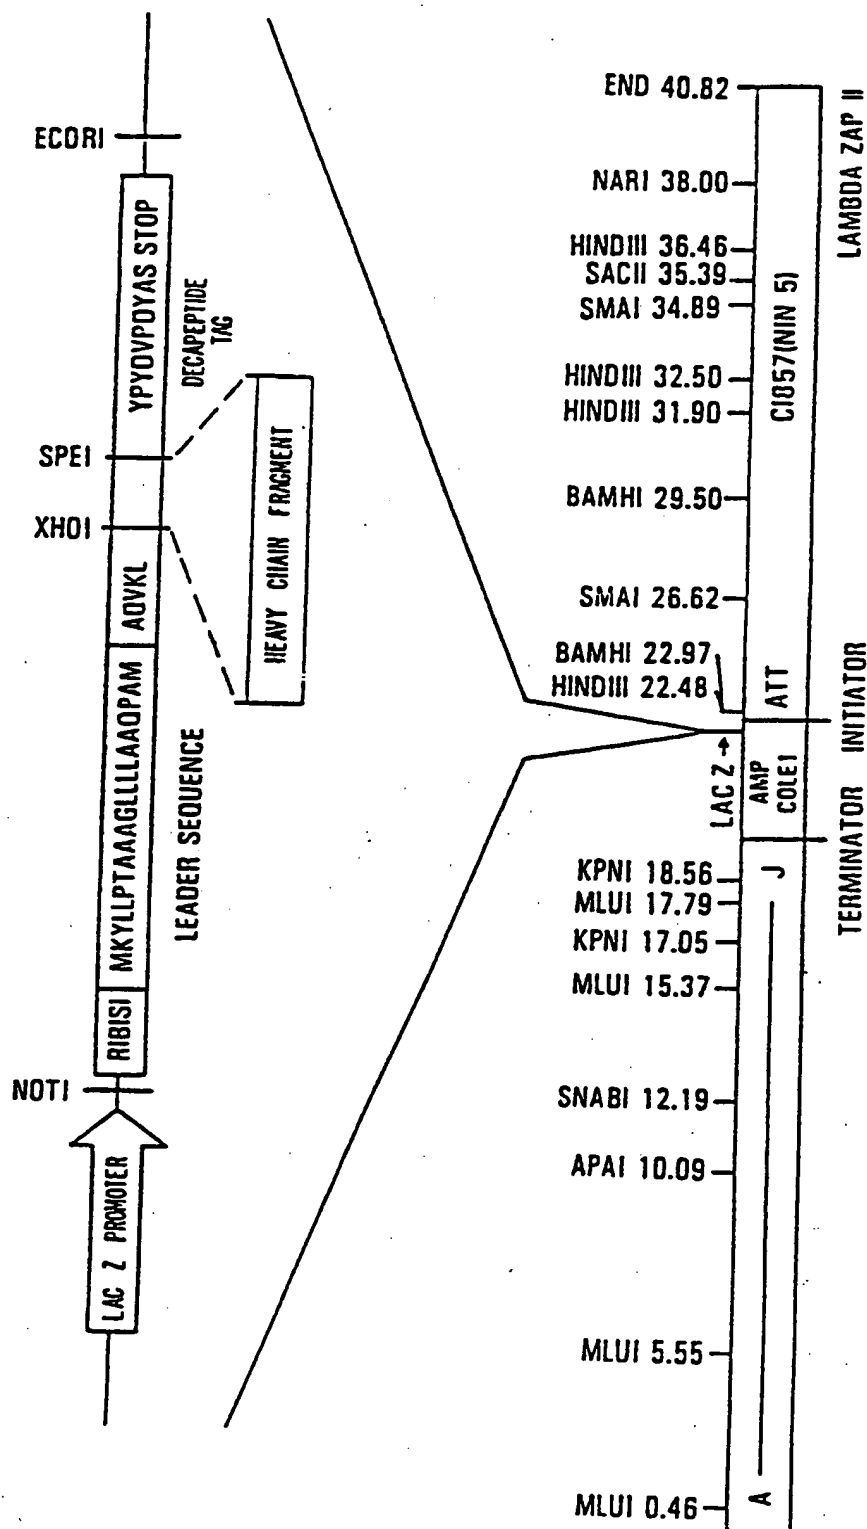 ECORI
YPYDVPDYAS STOP
DECAPEPTIDE
TAG
SPEI
XHOI
HEAVY CHAIN FRAGMENT
AQVKL
MKYLLPTAAAGLLLLAAQPAM
LEADER SEQUENCE
RIBISI
NOTI
LAC Z PROMOTER
END 40.82
NARI 38.00
HINDIII 36.46
SACII 35.39
SMAI 34.89
HINDIII 32.50
HINDIII 31.90
BAMHI 29.50
SMAI 26.62
BAMHI 22.97
HINDIII 22.48
LAC Z →
KPNI 18.56
MLUI 17.79
KPNI 17.05
MLUI 15.37
SNABI 12.19
APAI 10.09
MLUI 5.55
MLUI 0.46
CI857(NIN 5)
ATT
AMP
COLE1
J
A
LAMBDA ZAP II
INITIATOR
TERMINATOR